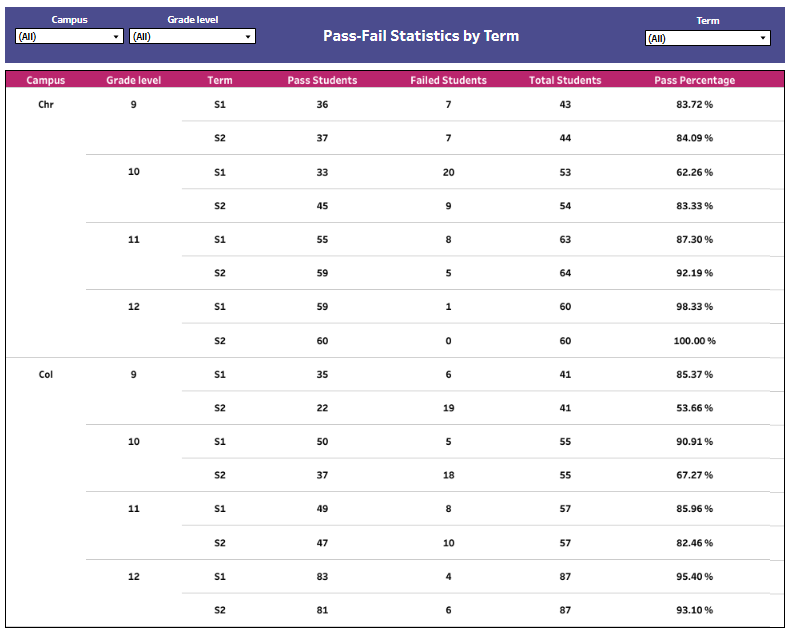 Campus Grade level Term
(All) (All) Pass-Fail Statistics by Term (All)
Campus Grade level Term Pass Students Failed Students Total Students Pass Percentage
Chr 9 S1 36 7 43 83.72 %
S2 37 7 44 84.09 %
10 S1 33 20 53 62.26 %
S2 45 9 54 83.33 %
11 S1 55 8 63 87.30 %
S2 59 5 64 92.19 %
12 S1 59 1 60 98.33 %
S2 60 0 60 100.00 %
Col 9 S1 35 6 41 85.37 %
S2 22 19 41 53.66 %
10 S1 50 5 55 90.91 %
S2 37 18 55 67.27 %
11 S1 49 8 57 85.96 %
S2 47 10 57 82.46 %
12 S1 83 4 87 95.40 %
S2 81 6 87 93.10 %